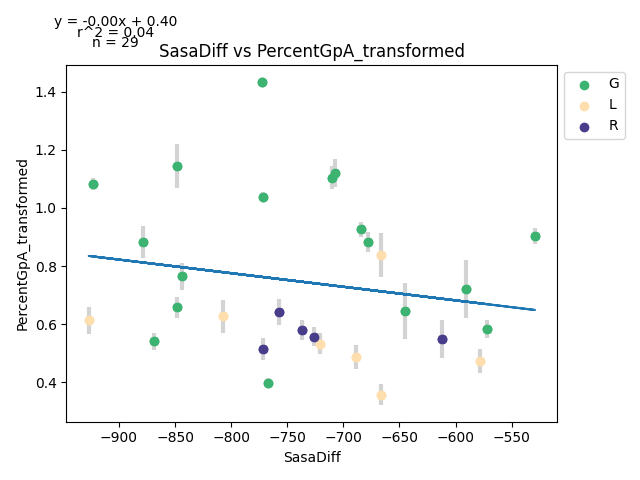 y = -0.00x + 0.40
r^2 = 0.04
n = 29
SasaDiff vs PercentGpA_transformed
G
L
R
PercentGpA_transformed
1.4
1.2
1.0
0.8
0.6
0.4
−900 −850 −800 −750 −700 −650 −600 −550
SasaDiff